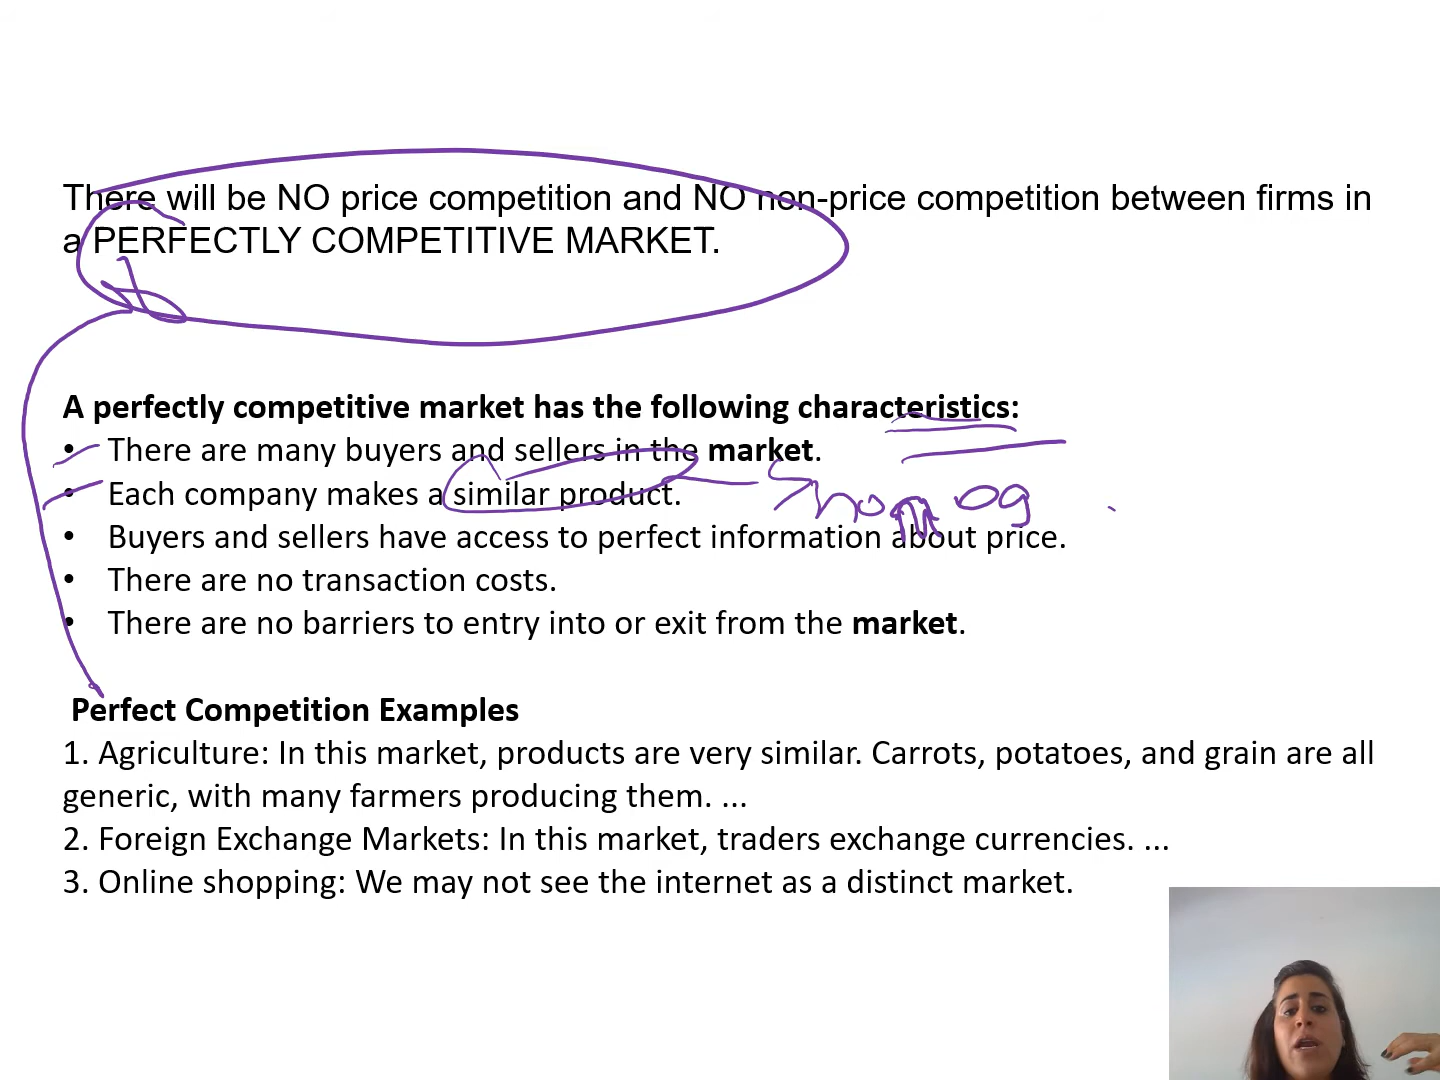 There will be NO price competition and NO non-price competition between firms in
a PERFECTLY COMPETITIVE MARKET.
A perfectly competitive market has the following characteristics:
• There are many buyers and sellers in the market.
• Each company makes a similar product.
homog
• Buyers and sellers have access to perfect information about price.
• There are no transaction costs.
• There are no barriers to entry into or exit from the market.
Perfect Competition Examples
1. Agriculture: In this market, products are very similar. Carrots, potatoes, and grain are all
generic, with many farmers producing them. ...
2. Foreign Exchange Markets: In this market, traders exchange currencies. ...
3. Online shopping: We may not see the internet as a distinct market.